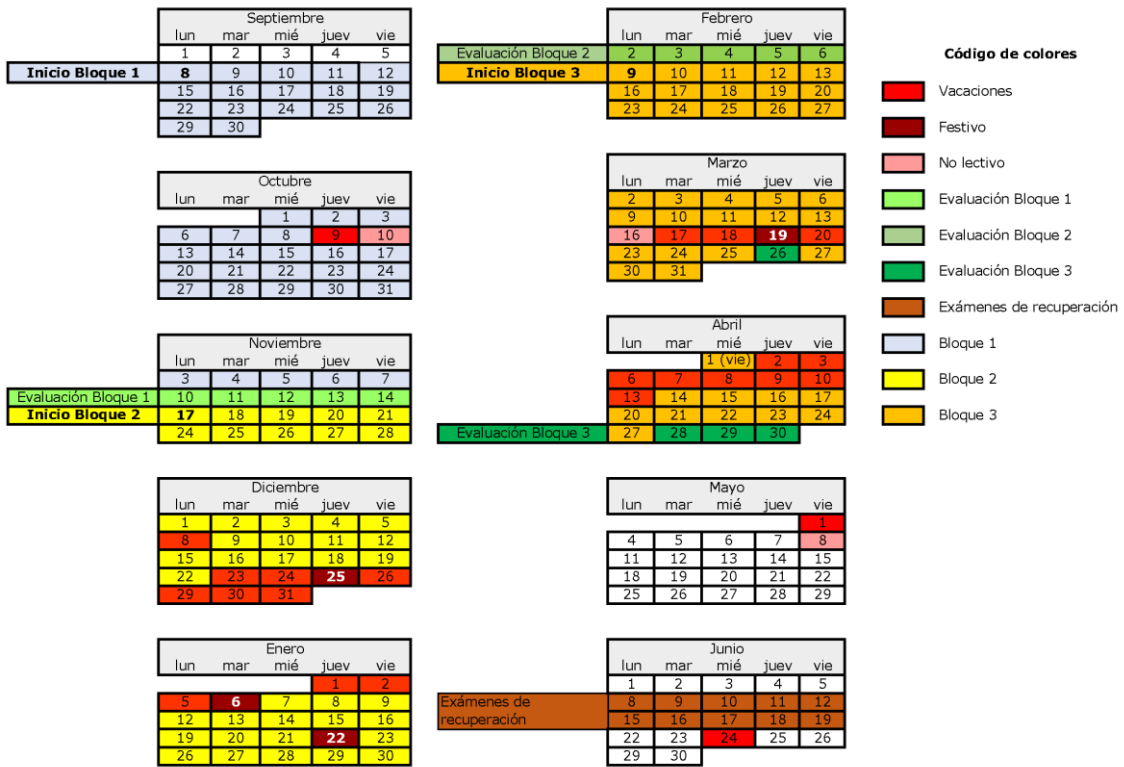 Septiembre
lun mar mié juev vie
1 2 3 4 5
Inicio Bloque 1 8 9 10 11 12
15 16 17 18 19
22 23 24 25 26
29 30
Octubre
lun mar mié juev vie
1 2 3
6 7 8 9 10
13 14 15 16 17
20 21 22 23 24
27 28 29 30 31
Noviembre
lun mar mié juev vie
3 4 5 6 7
Evaluación Bloque 1 10 11 12 13 14
Inicio Bloque 2 17 18 19 20 21
24 25 26 27 28
Diciembre
lun mar mié juev vie
1 2 3 4 5
8 9 10 11 12
15 16 17 18 19
22 23 24 25 26
29 30 31
Enero
lun mar mié juev vie
1 2
5 6 7 8 9
12 13 14 15 16
19 20 21 22 23
26 27 28 29 30
Febrero
lun mar mié juev vie
Evaluación Bloque 2 2 3 4 5 6
Inicio Bloque 3 9 10 11 12 13
16 17 18 19 20
23 24 25 26 27
Marzo
lun mar mié juev vie
2 3 4 5 6
9 10 11 12 13
16 17 18 19 20
23 24 25 26 27
30 31
Abril
lun mar mié juev vie
1 (vie) 2 3
6 7 8 9 10
13 14 15 16 17
20 21 22 23 24
Evaluación Bloque 3 27 28 29 30
Mayo
lun mar mié juev vie
1
4 5 6 7 8
11 12 13 14 15
18 19 20 21 22
25 26 27 28 29
Junio
lun mar mié juev vie
1 2 3 4 5
Exámenes de 8 9 10 11 12
recuperación 15 16 17 18 19
22 23 24 25 26
29 30
Código de colores
Vacaciones
Festivo
No lectivo
Evaluación Bloque 1
Evaluación Bloque 2
Evaluación Bloque 3
Exámenes de recuperación
Bloque 1
Bloque 2
Bloque 3